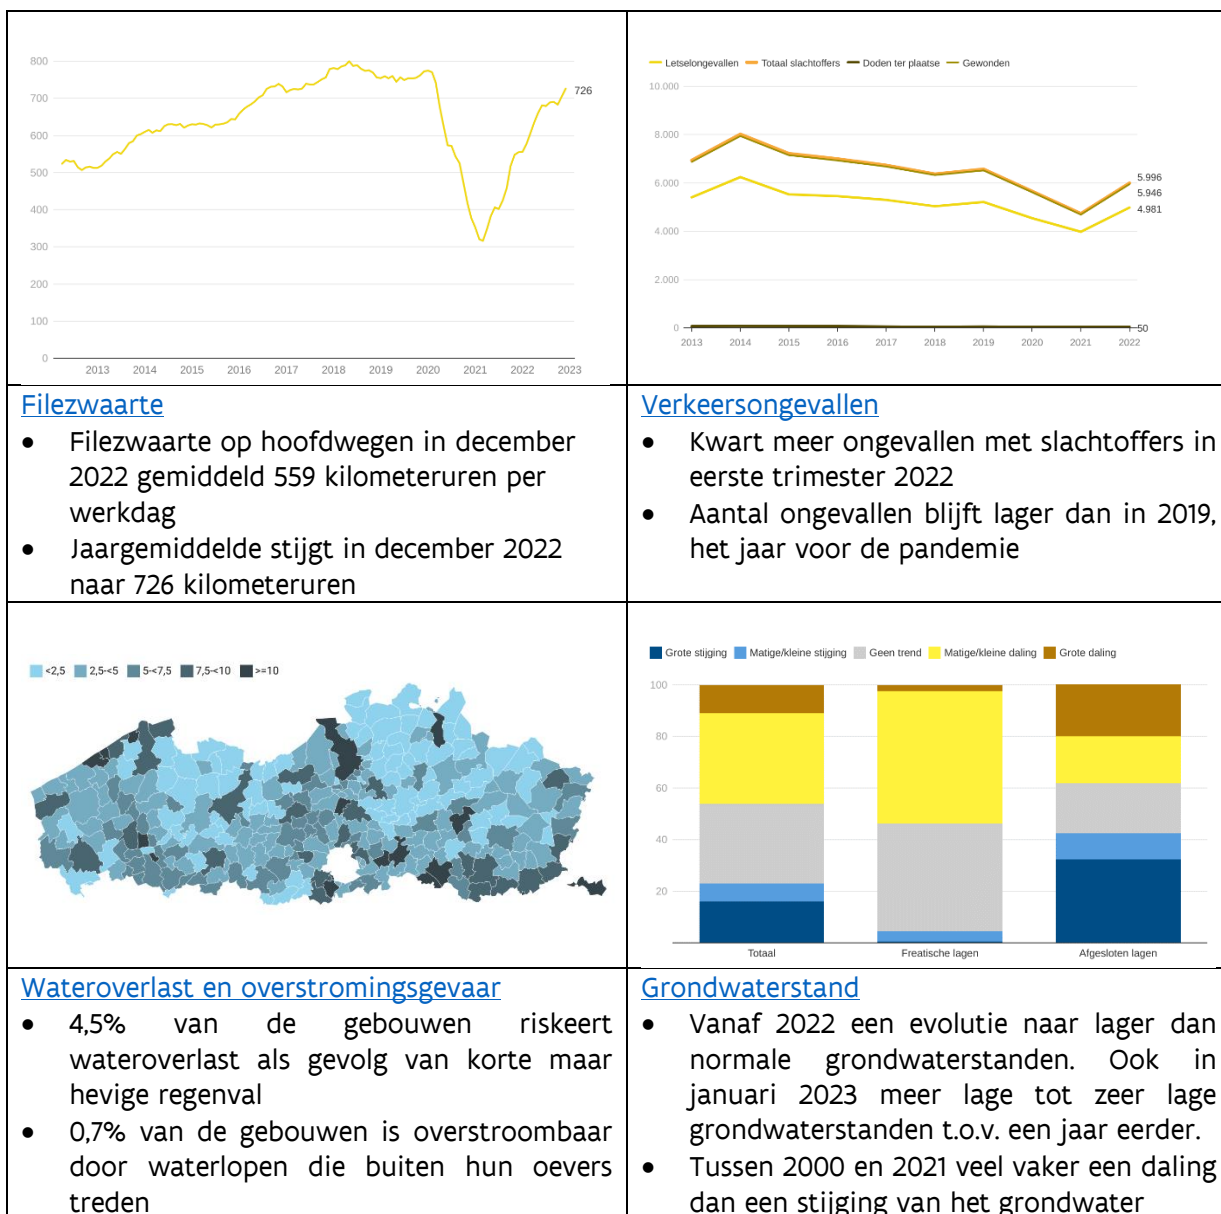 800
700
600
500
400
300
200
100
0
726
2013 2014 2015 2016 2017 2018 2019 2020 2021 2022 2023
Letselongevallen Totaal slachtoffers Doden ter plaatse Gewonden
10.000
8.000
6.000
4.000
2.000
0
5.996
5.946
4.981
50
2013 2014 2015 2016 2017 2018 2019 2020 2021 2022
Filezwaarte
• Filezwaarte op hoofdwegen in december
2022 gemiddeld 559 kilometeruren per
werkdag
• Jaargemiddelde stijgt in december 2022
naar 726 kilometeruren
Verkeersongevallen
• Kwart meer ongevallen met slachtoffers in
eerste trimester 2022
• Aantal ongevallen blijft lager dan in 2019,
het jaar voor de pandemie
<2,5 2,5-<5 5-<7,5 7,5-<10 >=10
Grote stijging Matige/kleine stijging Geen trend Matige/kleine daling Grote daling
100
80
60
40
20
Totaal Freatische lagen Afgesloten lagen
Wateroverlast en overstromingsgevaar
• 4,5% van de gebouwen riskeert
wateroverlast als gevolg van korte maar
hevige regenval
• 0,7% van de gebouwen is overstroombaar
door waterlopen die buiten hun oevers
treden
Grondwaterstand
• Vanaf 2022 een evolutie naar lager dan
normale grondwaterstanden. Ook in
januari 2023 meer lage tot zeer lage
grondwaterstanden t.o.v. een jaar eerder.
• Tussen 2000 en 2021 veel vaker een daling
dan een stijging van het grondwater